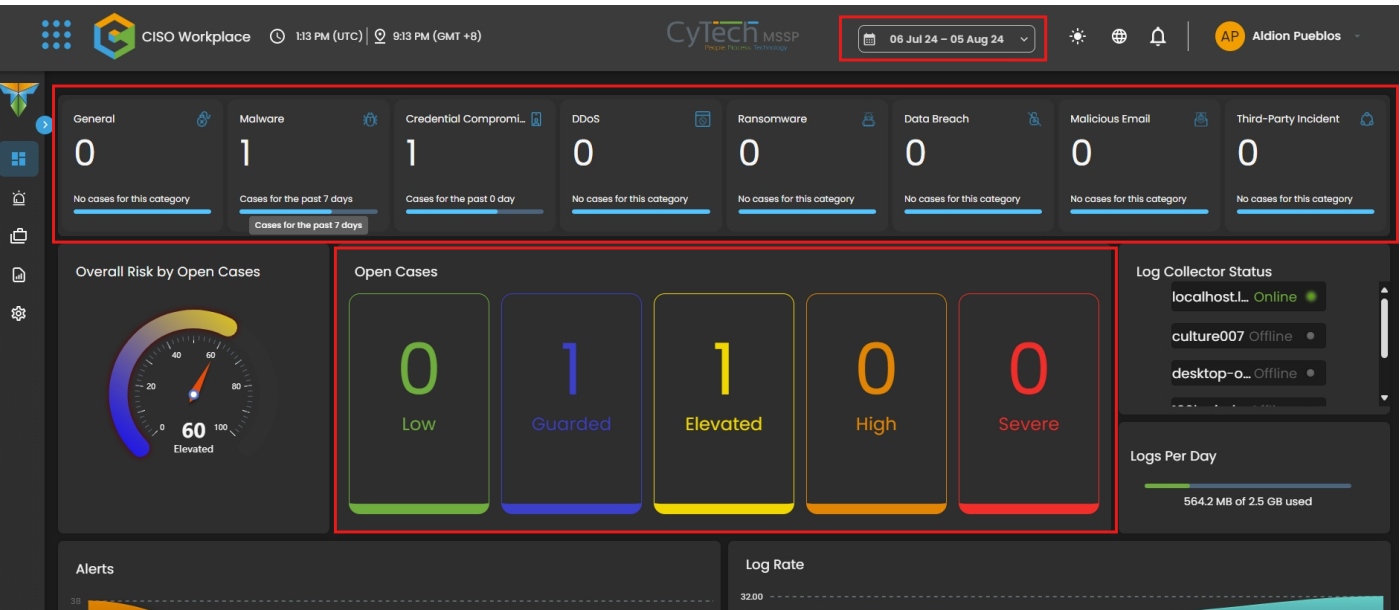 CISO Workplace
1:13 PM (UTC)
9:13 PM (GMT +8)
CyTech MSSP
People Process Technology
06 Jul 24 – 05 Aug 24
AP
Aldion Pueblos
General
Malware
Credential Compromi...
DDoS
Ransomware
Data Breach
Malicious Email
Third-Party Incident
0
1
1
0
0
0
0
0
No cases for this category
Cases for the past 7 days
Cases for the past 0 day
No cases for this category
No cases for this category
No cases for this category
No cases for this category
No cases for this category
Cases for the past 7 days
Overall Risk by Open Cases
0
20
40
60
80
100
60
Elevated
Open Cases
0
Low
1
Guarded
1
Elevated
0
High
0
Severe
Log Collector Status
localhost.l... Online
culture007 Offline
desktop-o... Offline
Logs Per Day
564.2 MB of 2.5 GB used
Alerts
36
Log Rate
32.00